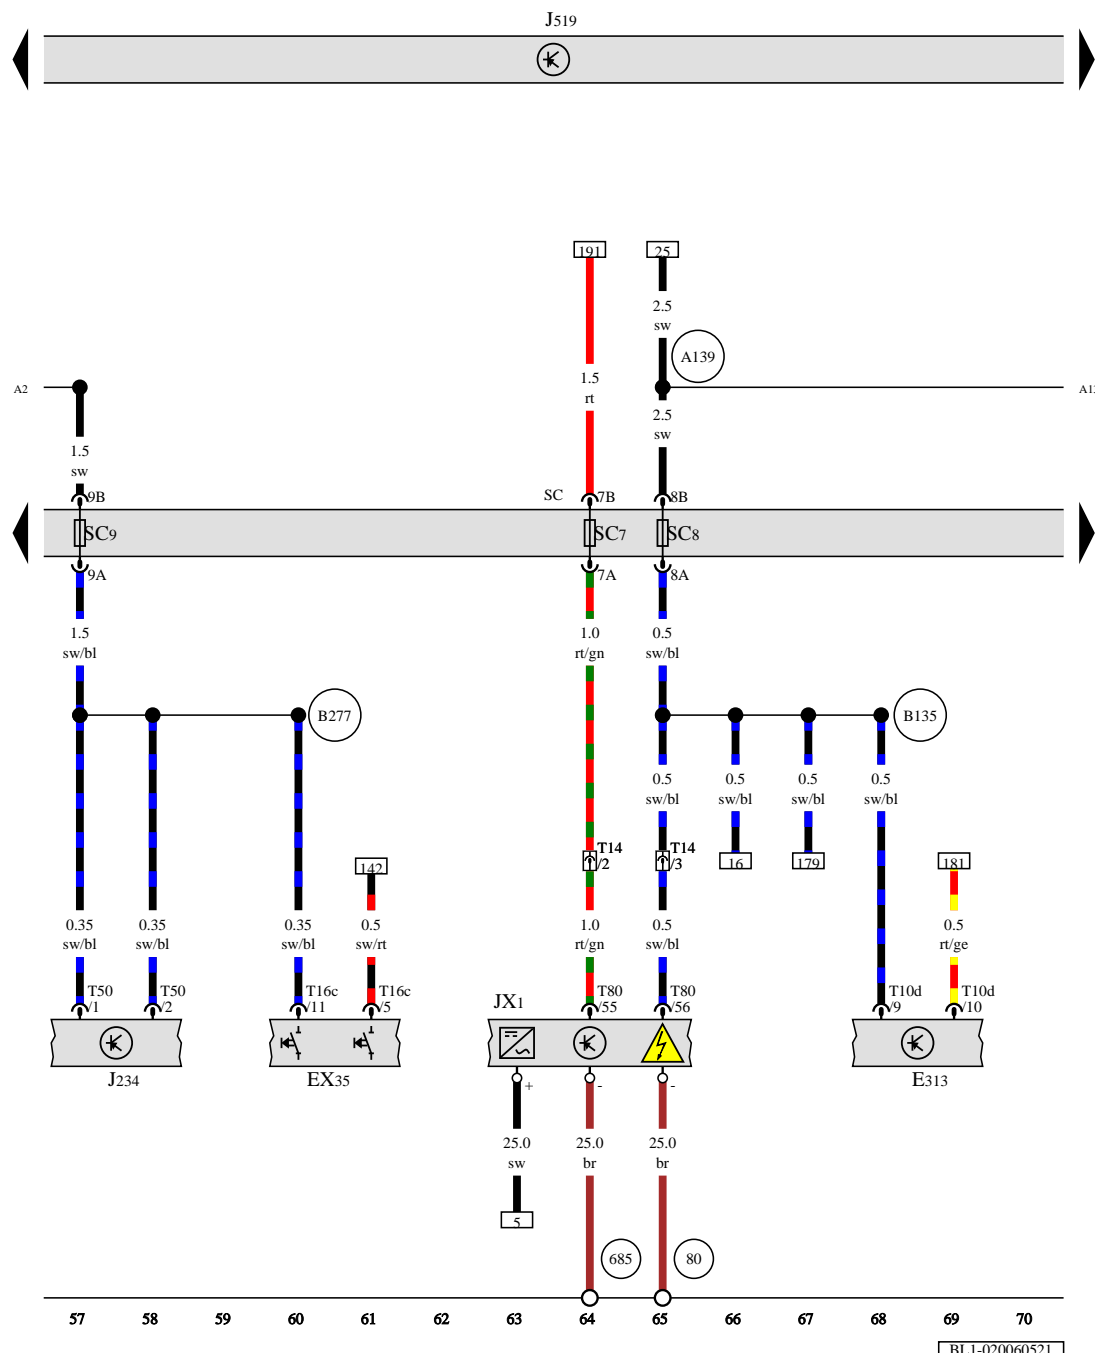 J519
191
25
2.5
sw
A139
1.5
rt
A2
2.5
sw
1.5
sw
9B
SC
7B
8B
SC9
SC7
SC8
9A
7A
8A
1.5
sw/bl
1.0
rt/gn
0.5
sw/bl
B277
B135
0.5
sw/bl
0.5
sw/bl
0.5
sw/bl
0.5
sw/bl
T14
/2
T14
/3
16
179
142
181
0.35
sw/bl
0.35
sw/bl
0.35
sw/bl
0.5
sw/rt
1.0
rt/gn
0.5
sw/bl
0.5
rt/ge
T50
/1
T50
/2
T16c
/11
T16c
/5
JX1
T80
/55
T80
/56
T10d
/9
T10d
/10
J234
EX35
E313
+
-
-
25.0
sw
25.0
br
25.0
br
5
685
80
57 58 59 60 61 62 63 64 65 66 67 68 69 70
BL1-020060521